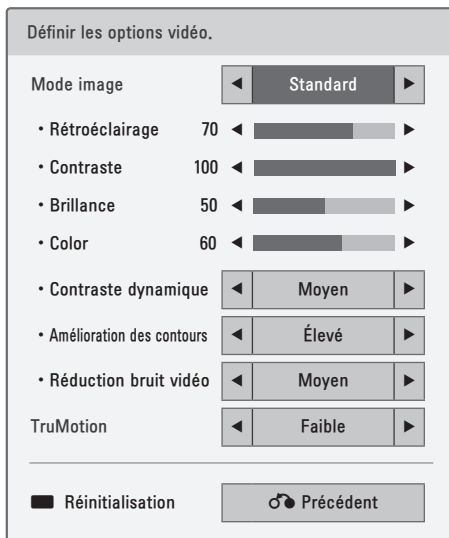 Définir les options vidéo.
Mode image ◀ Standard ▶
• Rétroéclairage 70 ◀ ▶
• Contraste 100 ◀ ▶
• Brillance 50 ◀ ▶
• Color 60 ◀ ▶
• Contraste dynamique ◀ Moyen ▶
• Amélioration des contours ◀ Élevé ▶
• Réduction bruit vidéo ◀ Moyen ▶
TruMotion ◀ Faible ▶
Réinitialisation Précédent